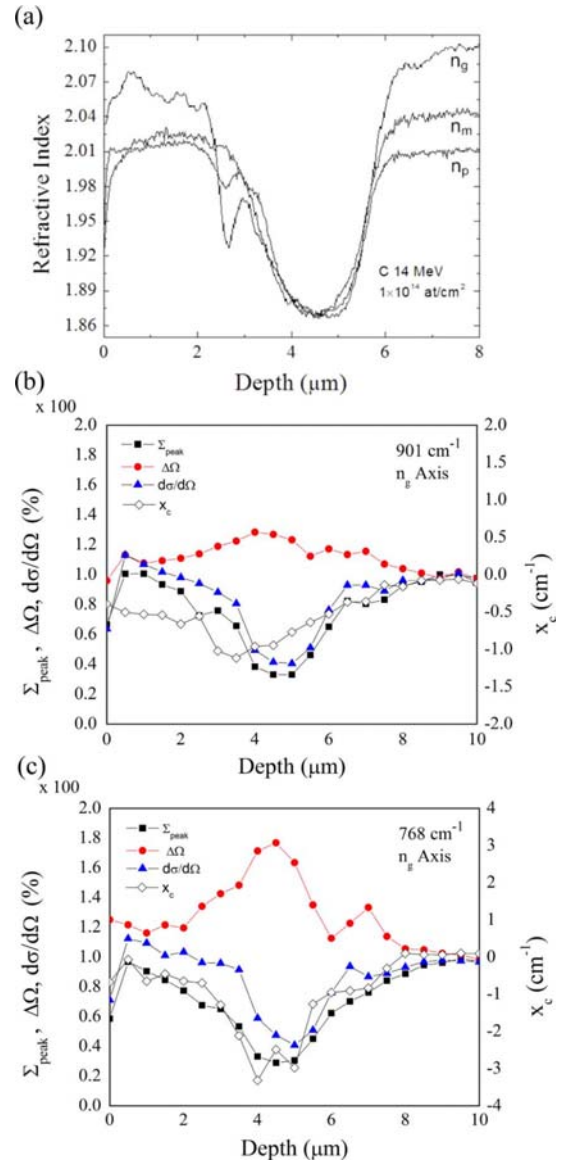 (a)
2.10
2.07
2.04
2.01
1.98
1.95
1.92
1.89
1.86
Refractive Index
n_g
n_m
n_p
C 14 MeV
1×10^14 at/cm^2
0 2 4 6 8
Depth (μm)
(b)
x 100
2.0
1.8
1.6
1.4
1.2
1.0
0.8
0.6
0.4
0.2
0.0
Σ_peak , ΔΩ, dσ/dΩ (%)
Σ_peak
ΔΩ
dσ/dΩ
x_c
901 cm^-1
n_g Axis
2.0
1.5
1.0
0.5
0.0
-0.5
-1.0
-1.5
-2.0
x_c (cm^-1)
0 2 4 6 8 10
Depth (μm)
(c)
x 100
2.0
1.8
1.6
1.4
1.2
1.0
0.8
0.6
0.4
0.2
0.0
Σ_peak , ΔΩ, dσ/dΩ (%)
Σ_peak
ΔΩ
dσ/dΩ
x_c
768 cm^-1
n_g Axis
4
3
2
1
0
-1
-2
-3
-4
x_c (cm^-1)
0 2 4 6 8 10
Depth (μm)